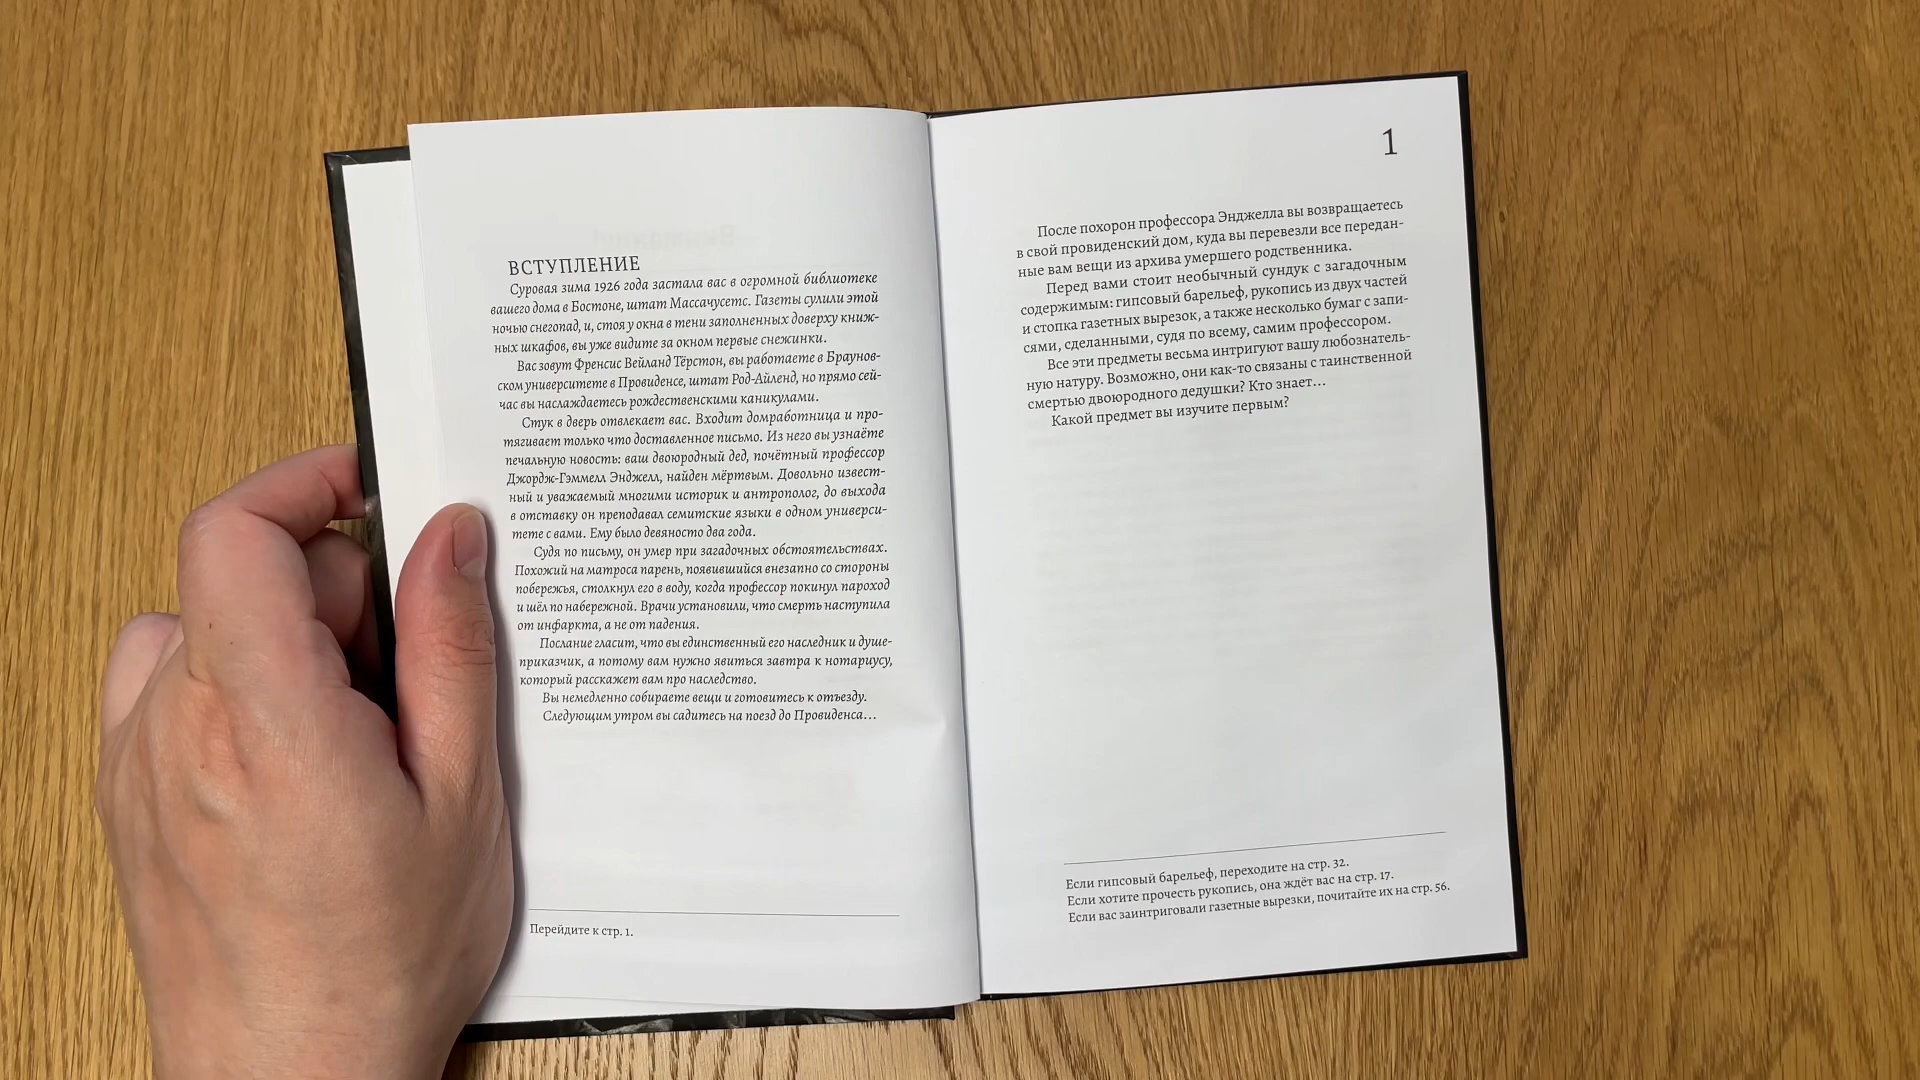 ВСТУПЛЕНИЕ
Суровая зима 1926 года застала вас в огромной библиотеке
вашего дома в Бостоне, штат Массачусетс. Газеты сулили этой
ночью снегопад, и, стоя у окна в тени заполненных доверху книж-
ных шкафов, вы уже видите за окном первые снежинки.
Вас зовут Френсис Вейланд Тёрстон, вы работаете в Браунов-
ском университете в Провиденсе, штат Род-Айленд, но прямо сей-
час вы наслаждаетесь рождественскими каникулами.
Стук в дверь отвлекает вас. Входит домработница и про-
тягивает только что доставленное письмо. Из него вы узнаёте
печальную новость: ваш двоюродный дед, почётный профессор
Джордж-Гэммелл Энджелл, найден мёртвым. Довольно извест-
ный и уважаемый многими историк и антрополог, до выхода
в отставку он преподавал семитские языки в одном универси-
тете с вами. Ему было девяносто два года.
Судя по письму, он умер при загадочных обстоятельствах.
Похожий на матроса парень, появившийся внезапно со стороны
побережья, столкнул его в воду, когда профессор покинул пароход
и шёл по набережной. Врачи установили, что смерть наступила
от инфаркта, а не от падения.
Послание гласит, что вы единственный его наследник и душе-
приказчик, а потому вам нужно явиться завтра к нотариусу,
который расскажет вам про наследство.
Вы немедленно собираете вещи и готовитесь к отъезду.
Следующим утром вы садитесь на поезд до Провиденса…
Перейдите к стр. 1.
1
После похорон профессора Энджелла вы возвращаетесь
в свой провиденский дом, куда вы перевезли все передан-
ные вам вещи из архива умершего родственника.
Перед вами стоит необычный сундук с загадочным
содержимым: гипсовый барельеф, рукопись из двух частей
и стопка газетных вырезок, а также несколько бумаг с запи-
сями, сделанными, судя по всему, самим профессором.
Все эти предметы весьма интригуют вашу любознатель-
ную натуру. Возможно, они как-то связаны с таинственной
смертью двоюродного дедушки? Кто знает…
Какой предмет вы изучите первым?
Если гипсовый барельеф, переходите на стр. 32.
Если хотите прочесть рукопись, она ждёт вас на стр. 17.
Если вас заинтриговали газетные вырезки, почитайте их на стр. 56.